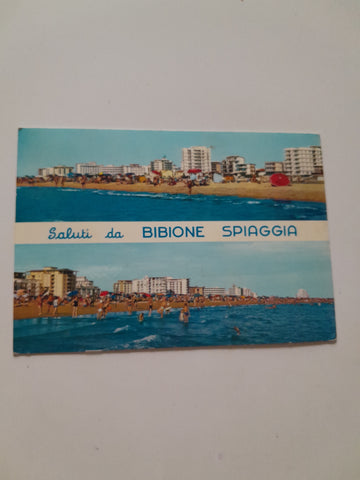 Saluti da BIBIONE SPIAGGIA